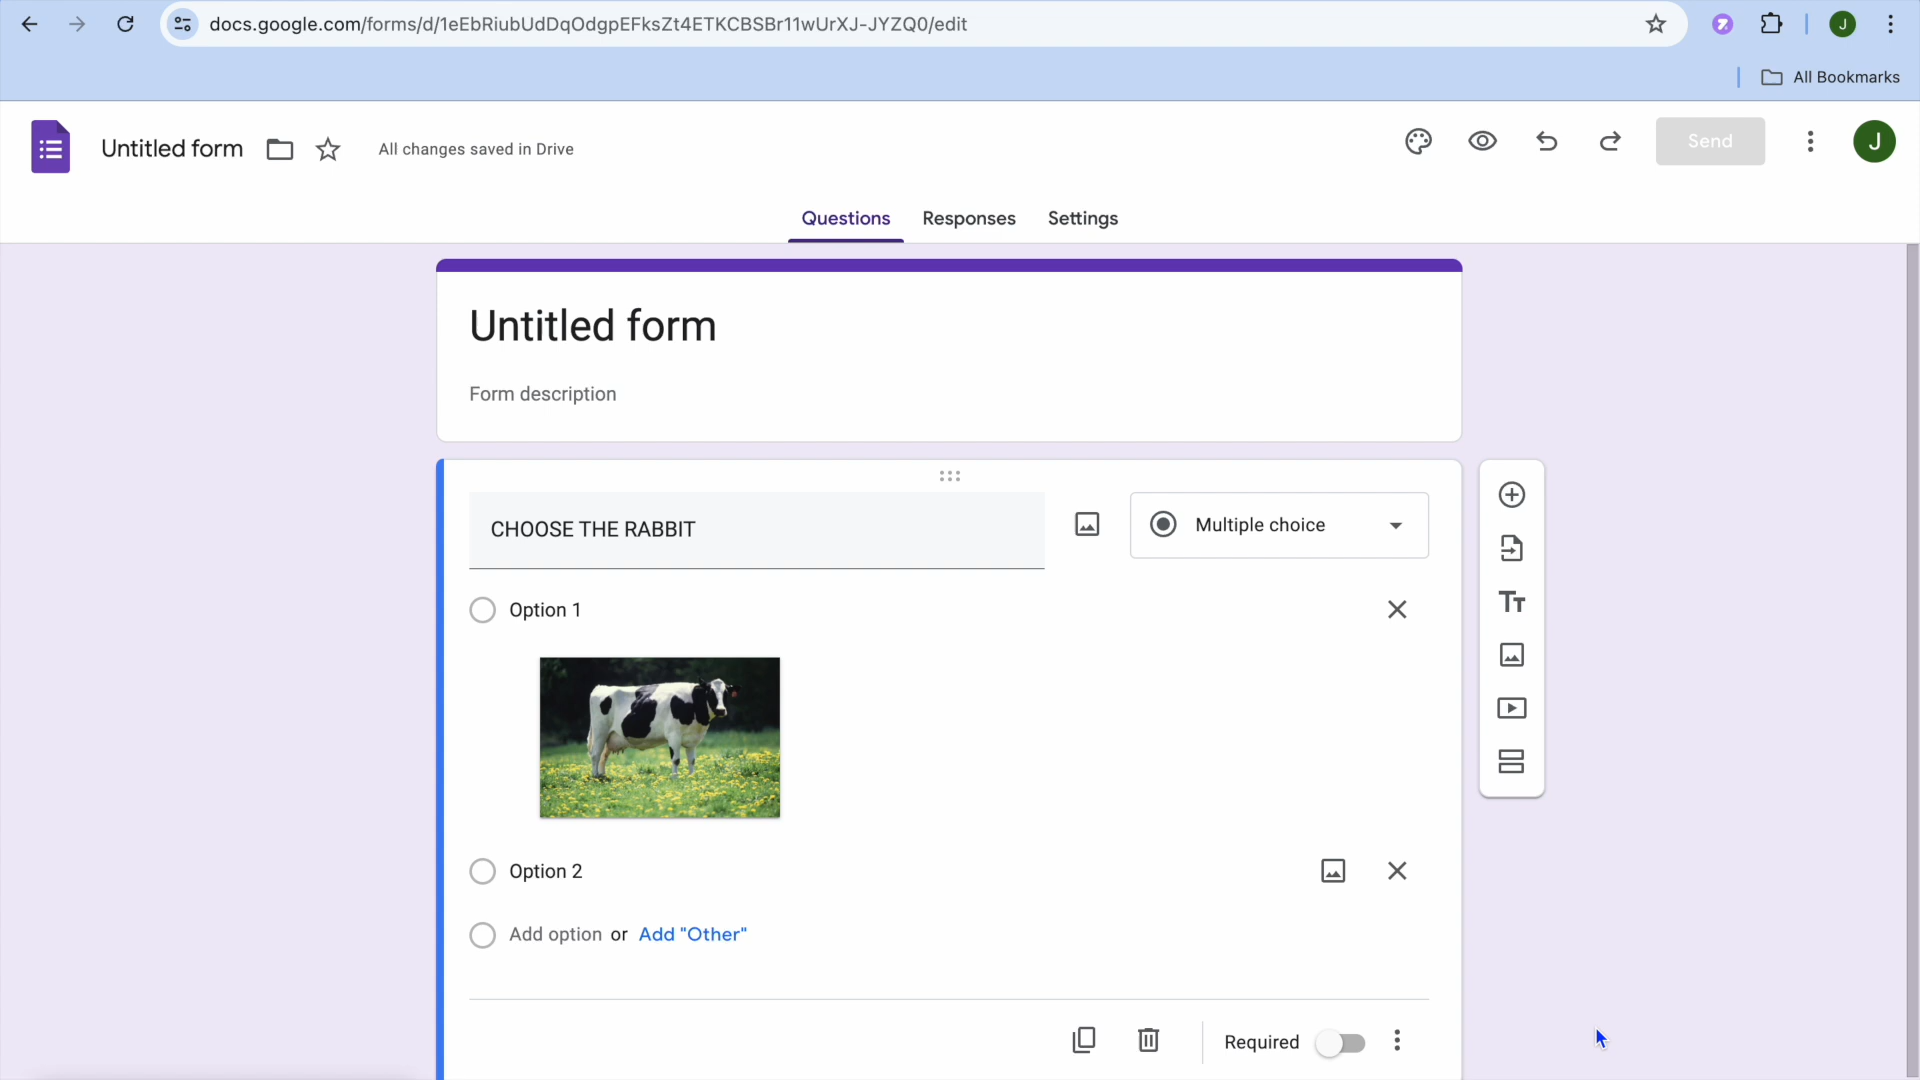 docs.google.com/forms/d/1eEbRiubUdDqOdgpEFksZt4ETKCBSBr11wUrXJ-JYZQ0/edit
J
All Bookmarks
Untitled form
All changes saved in Drive
Send
J
Questions
Responses
Settings
Untitled form
Form description
CHOOSE THE RABBIT
Multiple choice
Option 1
Option 2
Add option or Add "Other"
Required